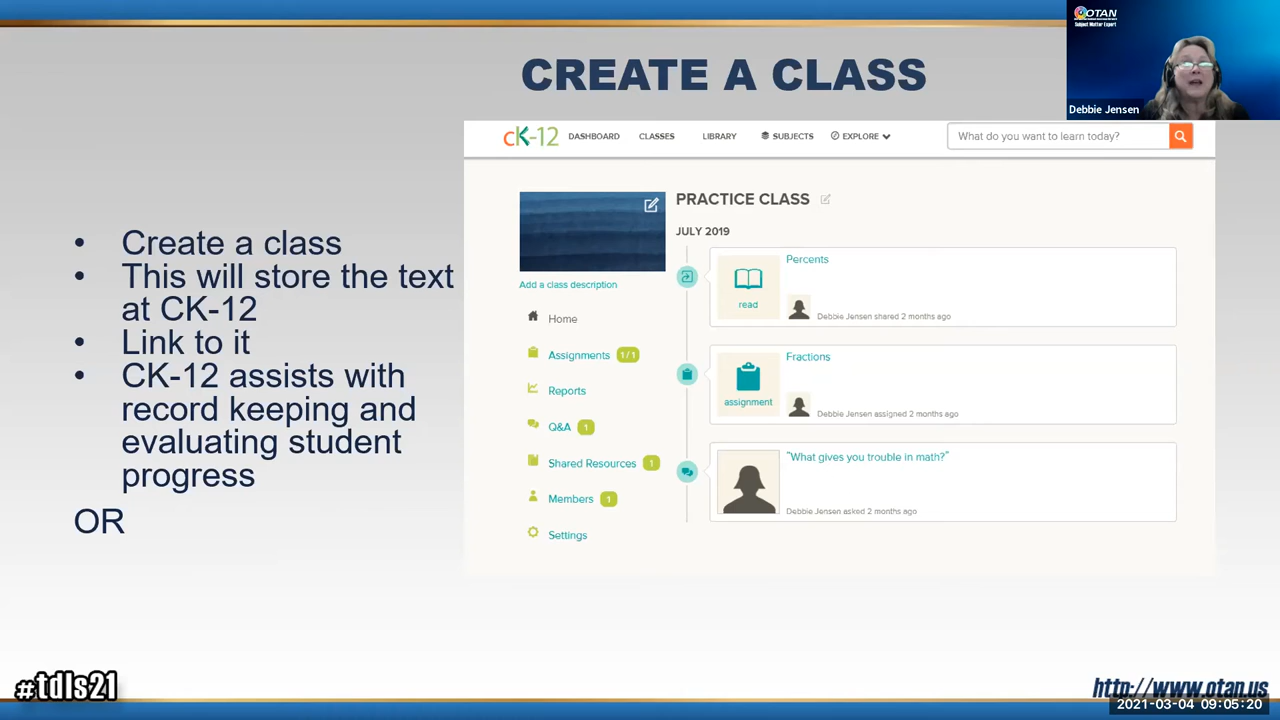 OTAN
Subject Matter Expert
Debbie Jensen
CREATE A CLASS
cK-12 DASHBOARD CLASSES LIBRARY SUBJECTS EXPLORE What do you want to learn today?
• Create a class
• This will store the text
at CK-12
• Link to it
• CK-12 assists with
record keeping and
evaluating student
progress
OR
Add a class description
Home
Assignments 1/1
Reports
Q&A 1
Shared Resources 1
Members 1
Settings
PRACTICE CLASS
JULY 2019
Percents
read
Debbie Jensen shared 2 months ago
Fractions
assignment
Debbie Jensen assigned 2 months ago
"What gives you trouble in math?"
Debbie Jensen asked 2 months ago
#tdls21
http://www.otan.us
2021-03-04 09:05:20